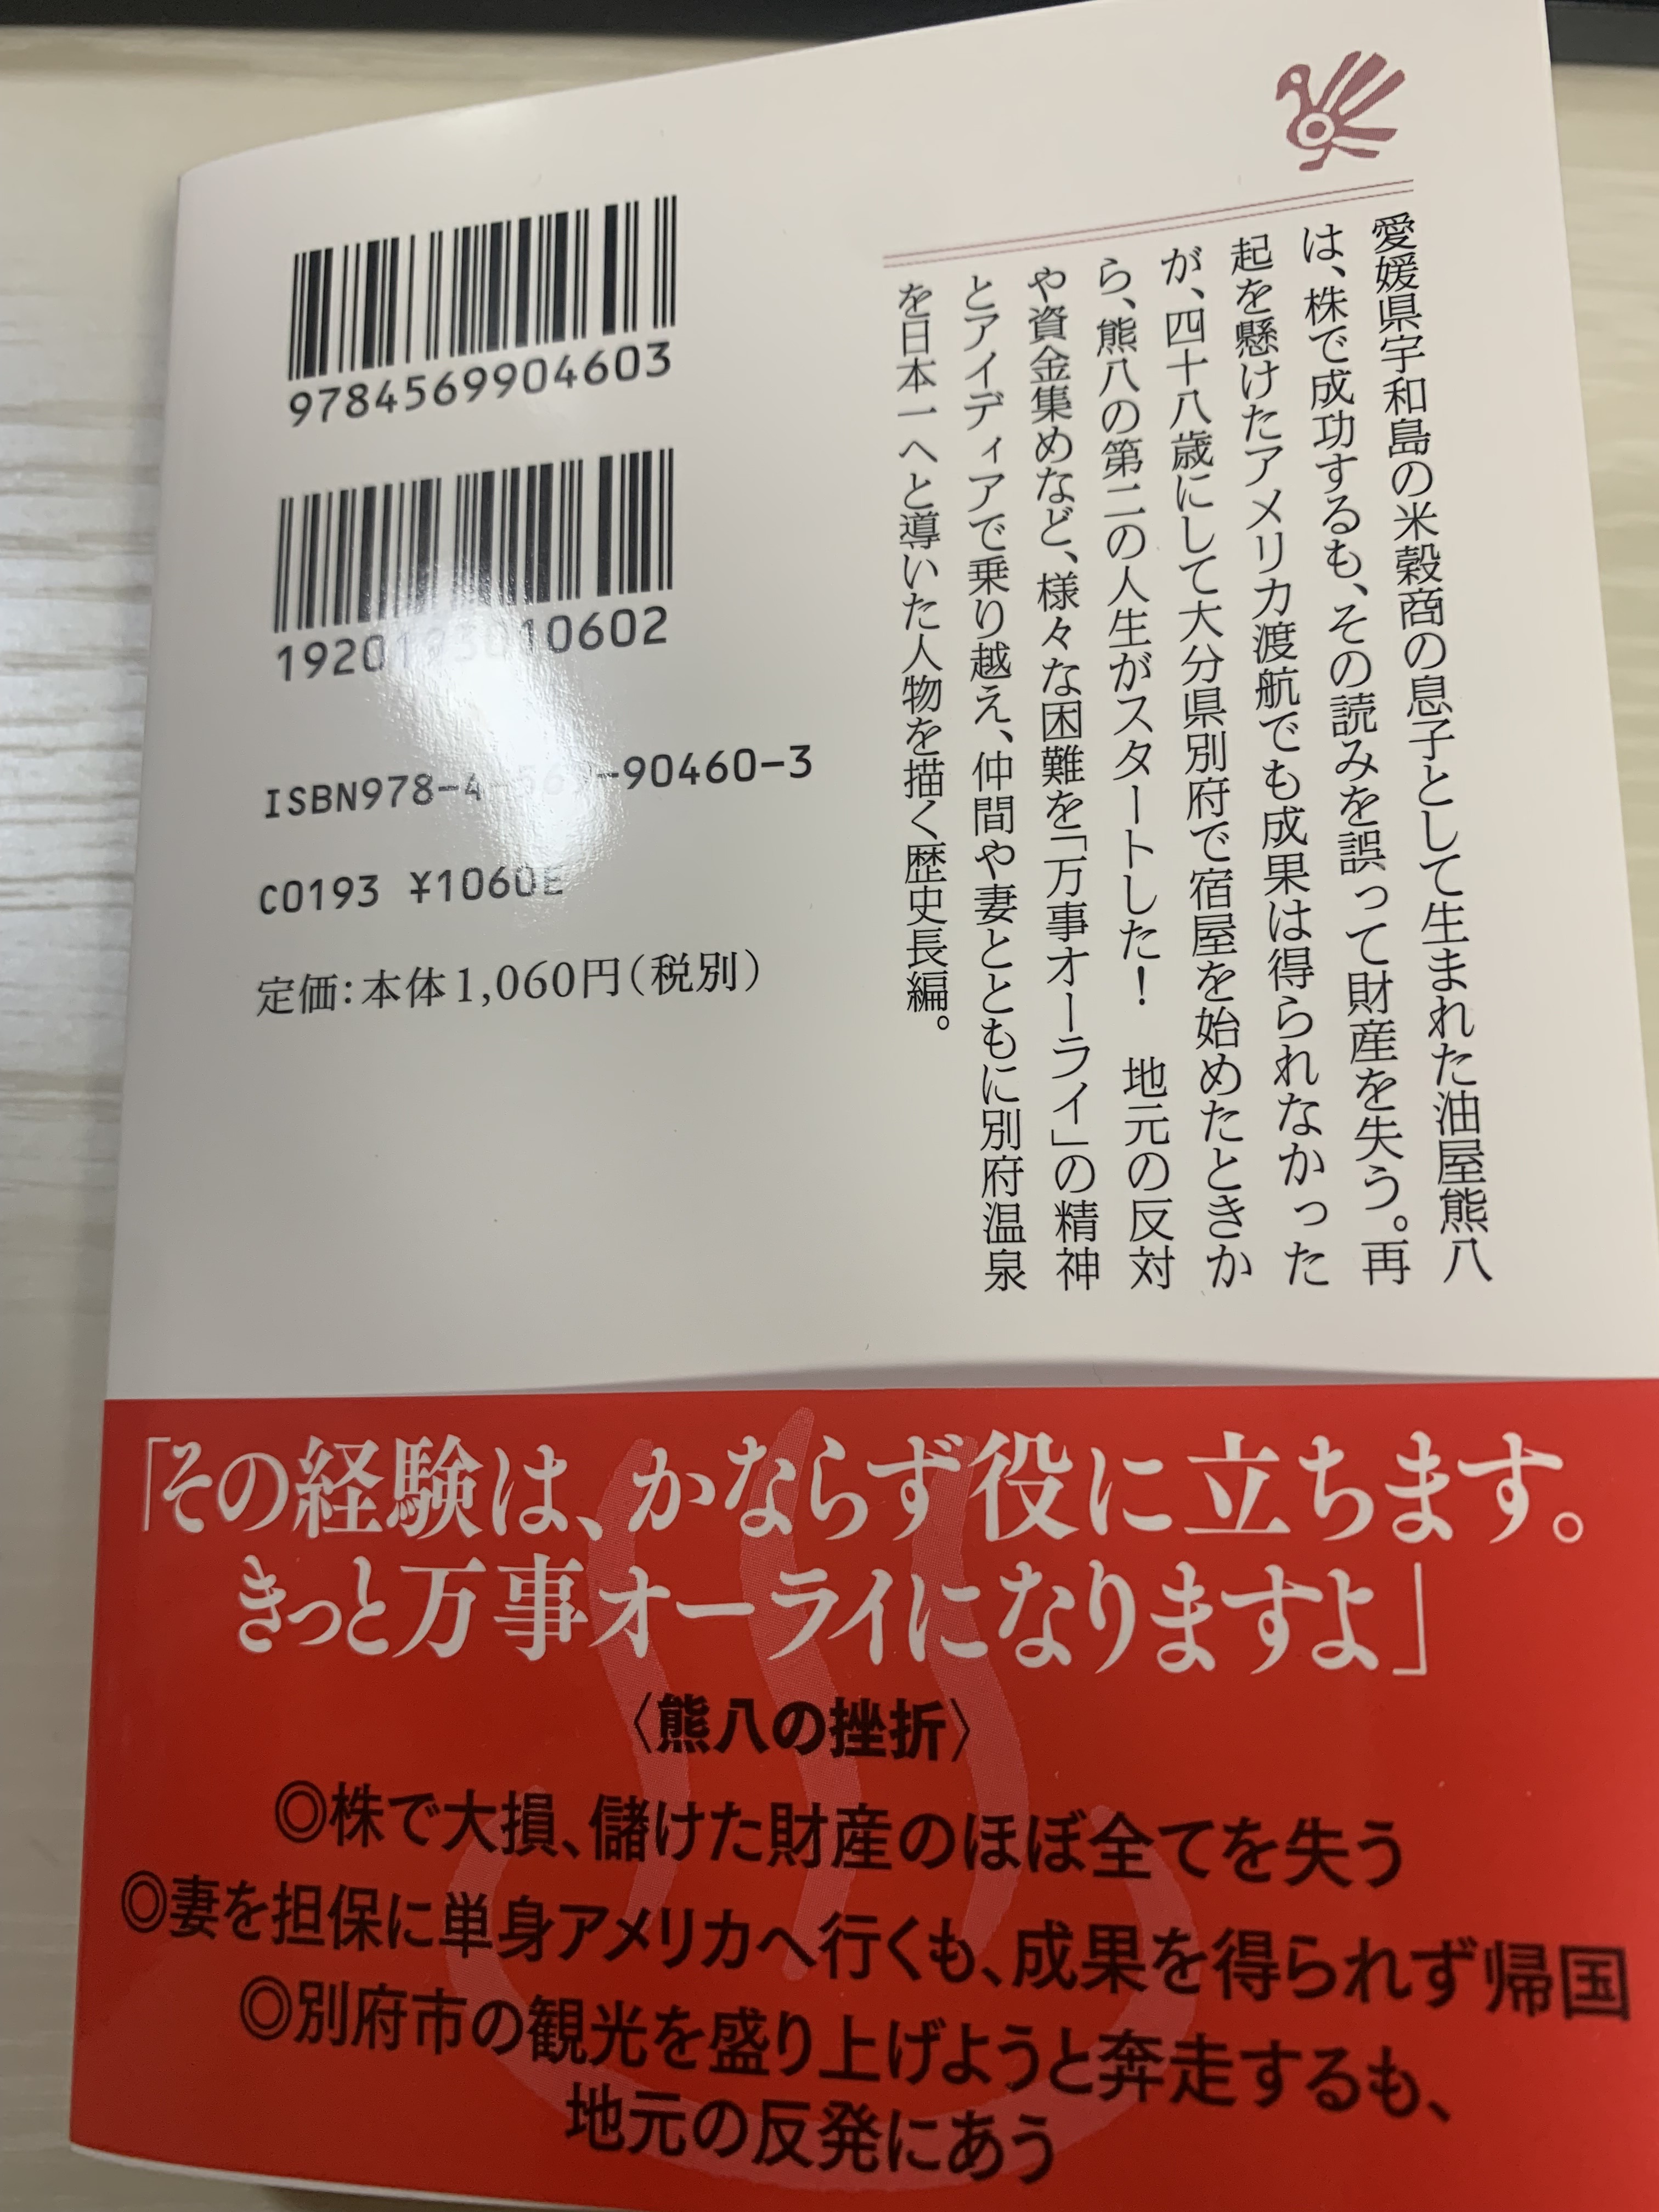 愛媛県宇和島の米穀商の息子として生まれた油屋熊八
は、株で成功するも、その読みを誤って財産を失う。再
起を懸けたアメリカ渡航でも成果は得られなかった
が、四十八歳にして大分県別府で宿屋を始めたときか
ら、熊八の第二の人生がスタートした！　地元の反対
や資金集めなど、様々な困難を「万事オーライ」の精神
とアイディアで乗り越え、仲間や妻とともに別府温泉
を日本一へと導いた人物を描く歴史長編。
9784569904603
1920193010602
ISBN978-4-569-90460-3
C0193 ¥1060E
定価：本体1,060円（税別）
「その経験は、かならず役に立ちます。
きっと万事オーライになりますよ」
〈熊八の挫折〉
◎株で大損、儲けた財産のほぼ全てを失う
◎妻を担保に単身アメリカへ行くも、成果を得られず帰国
◎別府市の観光を盛り上げようと奔走するも、
地元の反発にあう